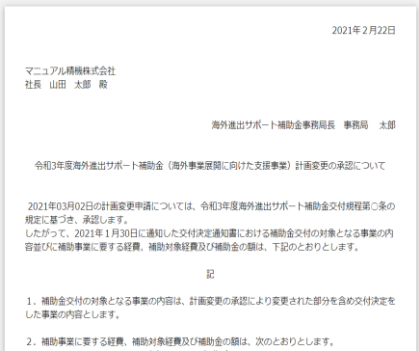 2021年2月22日
マニュアル精機株式会社
社長 山田 太郎 殿
海外進出サポート補助金事務局長 事務局 太郎
令和3年度海外進出サポート補助金（海外事業展開に向けた支援事業）計画変更の承認について
2021年03月02日の計画変更申請については、令和3年度海外進出サポート補助金交付規程第○条の
規定に基づき、承認します。
したがって、2021年1月30日に通知した交付決定通知書における補助金交付の対象となる事業の内
容並びに補助事業に要する経費、補助対象経費及び補助金の額は、下記のとおりとします。
記
1．補助金交付の対象となる事業の内容は、計画変更の承認により変更された部分を含め交付決定を
した事業の内容とします。
2．補助事業に要する経費、補助対象経費及び補助金の額は、次のとおりとします。